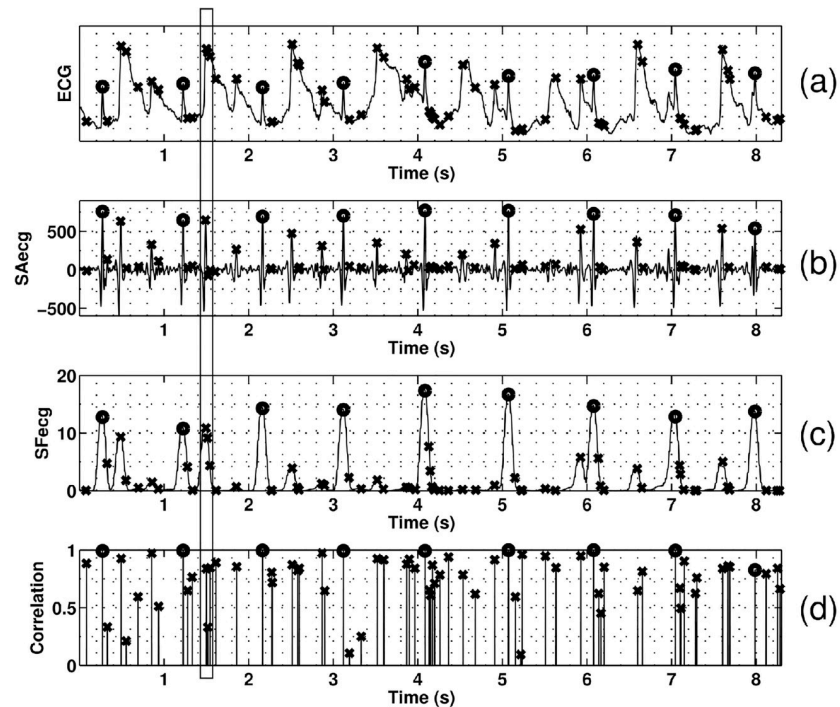 ECG
1 2 3 4 5 6 7 8
Time (s)
(a)
SAecg
500
0
−500
1 2 3 4 5 6 7 8
Time (s)
(b)
SFecg
20
10
0
1 2 3 4 5 6 7 8
Time (s)
(c)
Correlation
1
0.5
0
1 2 3 4 5 6 7 8
Time (s)
(d)